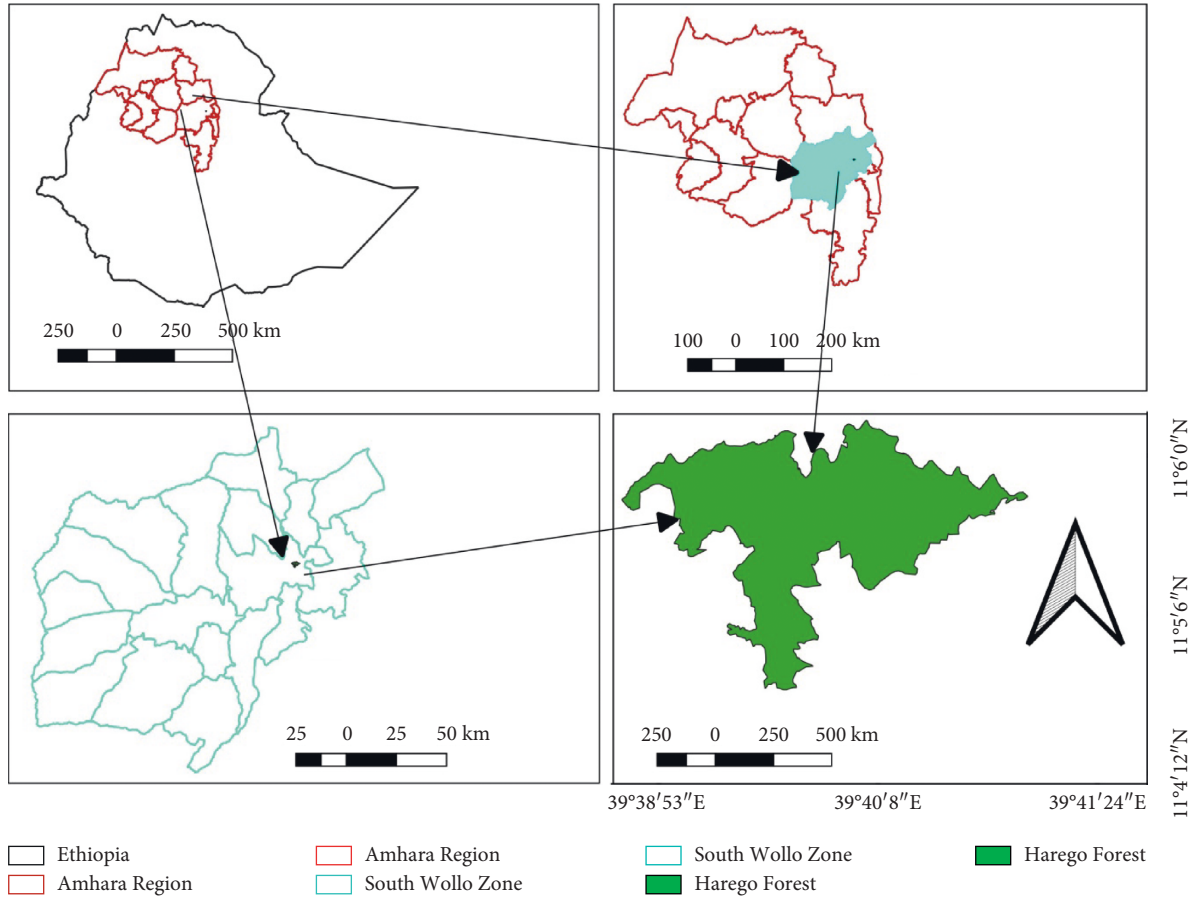 250 0 250 500 km
100 0 100 200 km
25 0 25 50 km
250 0 250 500 km
11°6′0″N
11°5′6″N
11°4′12″N
39°38′53″E 39°40′8″E 39°41′24″E
Ethiopia Amhara Region South Wollo Zone Harego Forest
Amhara Region South Wollo Zone Harego Forest